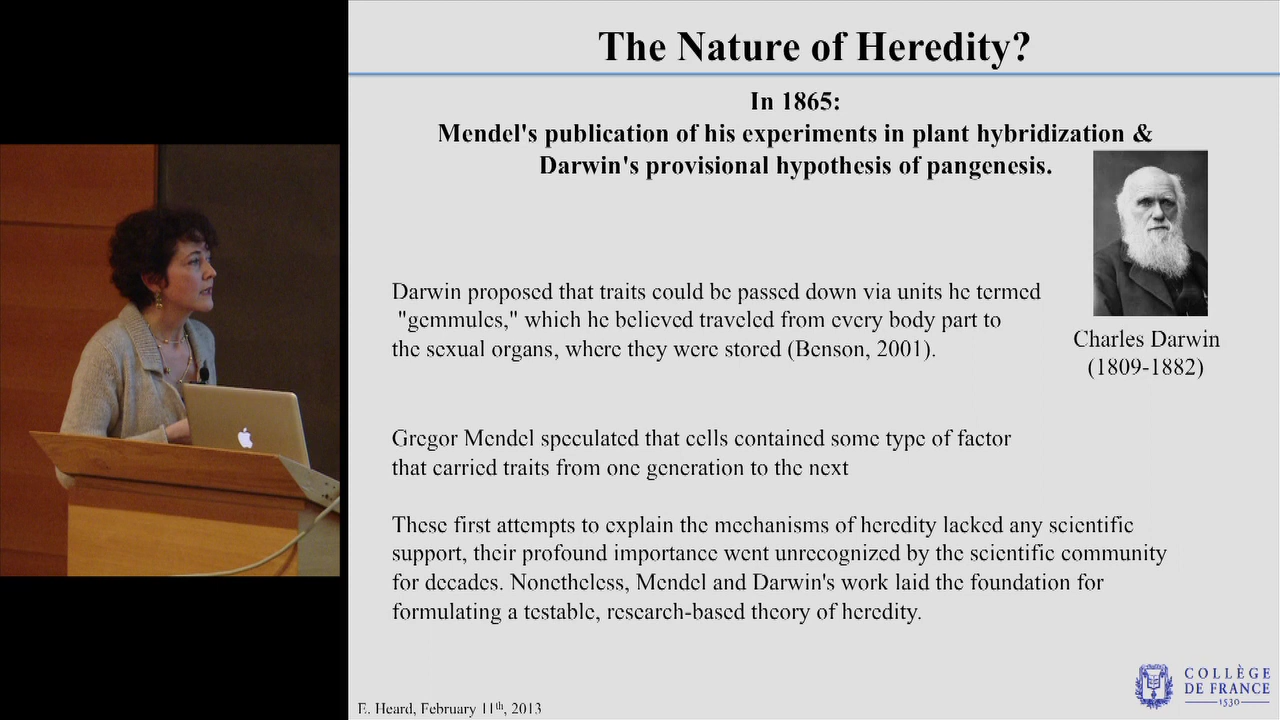 The Nature of Heredity?
In 1865:
Mendel's publication of his experiments in plant hybridization &
Darwin's provisional hypothesis of pangenesis.
Darwin proposed that traits could be passed down via units he termed
"gemmules," which he believed traveled from every body part to
the sexual organs, where they were stored (Benson, 2001).
Charles Darwin
(1809-1882)
Gregor Mendel speculated that cells contained some type of factor
that carried traits from one generation to the next
These first attempts to explain the mechanisms of heredity lacked any scientific
support, their profound importance went unrecognized by the scientific community
for decades. Nonetheless, Mendel and Darwin's work laid the foundation for
formulating a testable, research-based theory of heredity.
COLLÈGE
DE FRANCE
1530
E. Heard, February 11th, 2013